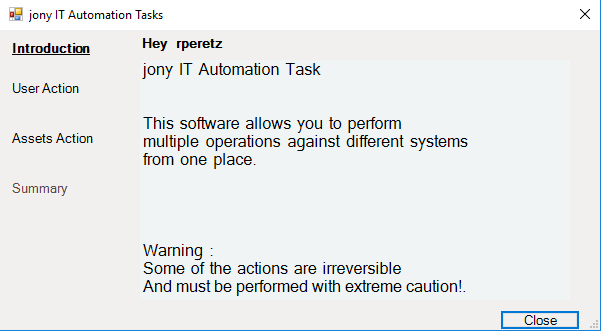 jony IT Automation Tasks
Introduction
User Action
Assets Action
Summary
Hey rperetz
jony IT Automation Task
This software allows you to perform
multiple operations against different systems
from one place.
Warning :
Some of the actions are irreversible
And must be performed with extreme caution!.
Close